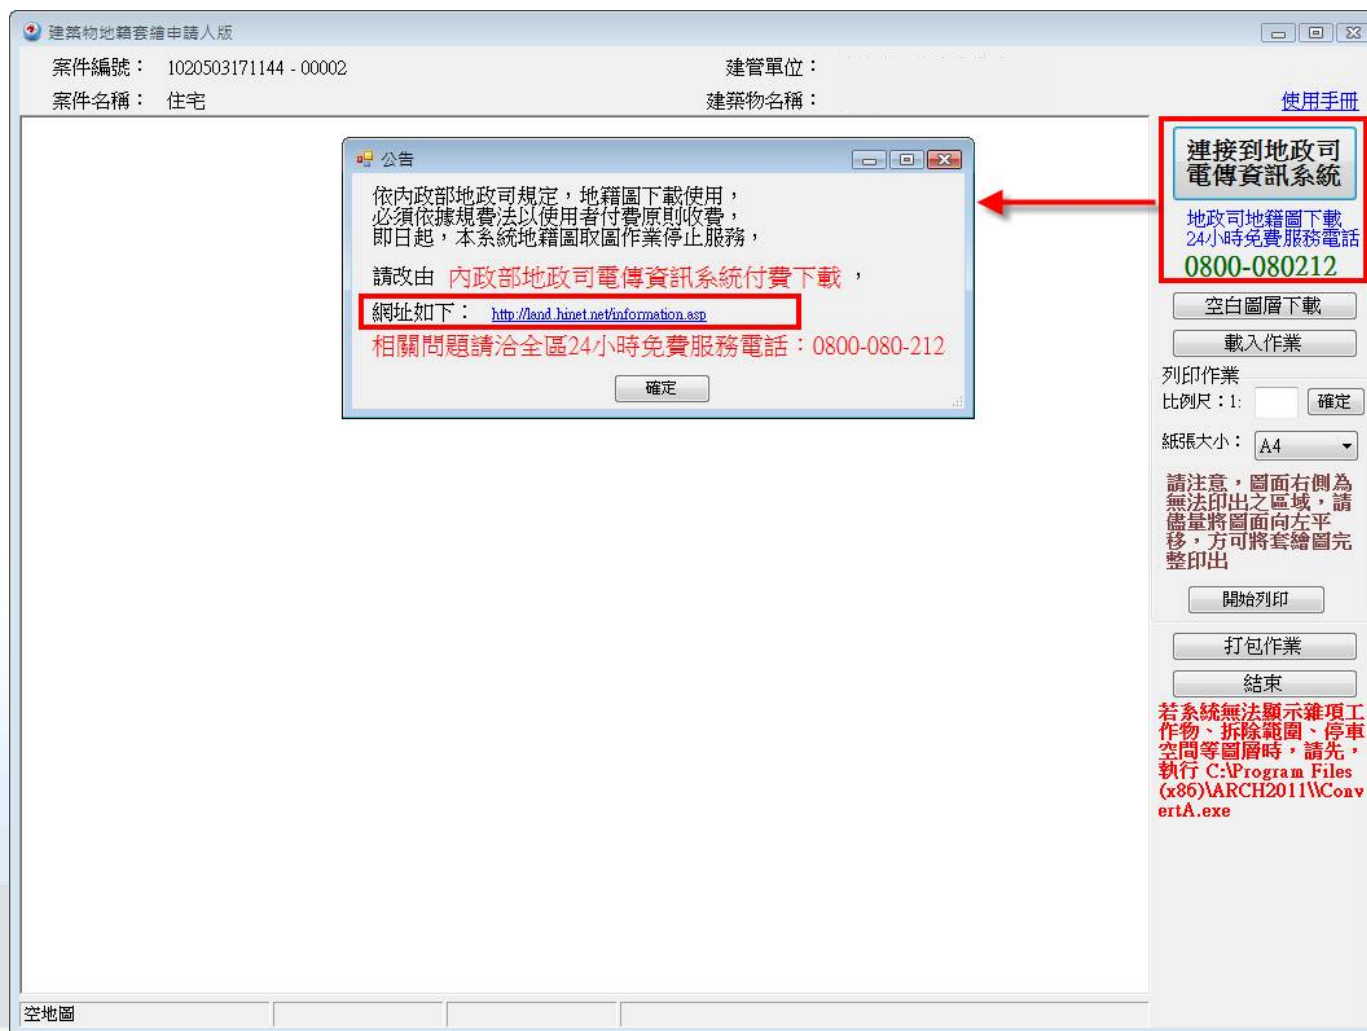 建築物地籍套繪申請人版
案件編號： 1020503171144 - 00002
建管單位：
案件名稱： 住宅
建築物名稱：
使用手冊
公告
依內政部地政司規定，地籍圖下載使用，
必須依據規費法以使用者付費原則收費，
即日起，本系統地籍圖取圖作業停止服務，
請改由 內政部地政司電傳資訊系統付費下載 ，
網址如下： http://land.hinet.net/information.asp
相關問題請洽全區24小時免費服務電話：0800-080-212
確定
連接到地政司
電傳資訊系統
地政司地籍圖下載
24小時免費服務電話
0800-080212
空白圖層下載
載入作業
列印作業
比例尺：1: 確定
紙張大小： A4
請注意，圖面右側為
無法印出之區域，請
儘量將圖面向左平
移，方可將套繪圖完
整印出
開始列印
打包作業
結束
若系統無法顯示雜項工
作物、拆除範圍、停車
空間等圖層時，請先，
執行 C:\Program Files
(x86)\ARCH2011\\Conv
ertA.exe
空地圖